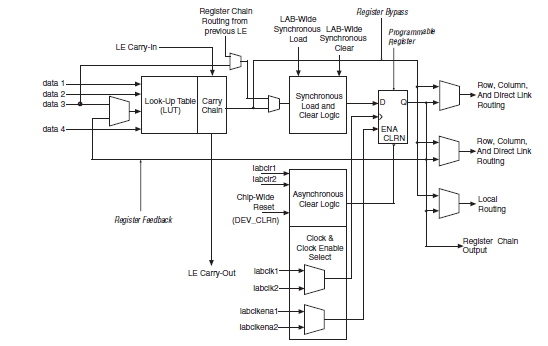 Register Chain
Routing from
previous LE
LAB-Wide
Synchronous
Load
LAB-Wide
Synchronous
Clear
Register Bypass
Programmable
Register
LE Carry-In
data 1
data 2
data 3
data 4
Look-Up Table
(LUT)
Carry
Chain
Synchronous
Load and
Clear Logic
D
Q
ENA
CLRN
Row, Column,
And Direct Link
Routing
Row, Column,
And Direct Link
Routing
Local
Routing
Register Chain
Output
labclr1
labclr2
Chip-Wide
Reset
(DEV_CLRn)
Asynchronous
Clear Logic
Register Feedback
Clock &
Clock Enable
Select
LE Carry-Out
labclk1
labclk2
labclkena1
labclkena2